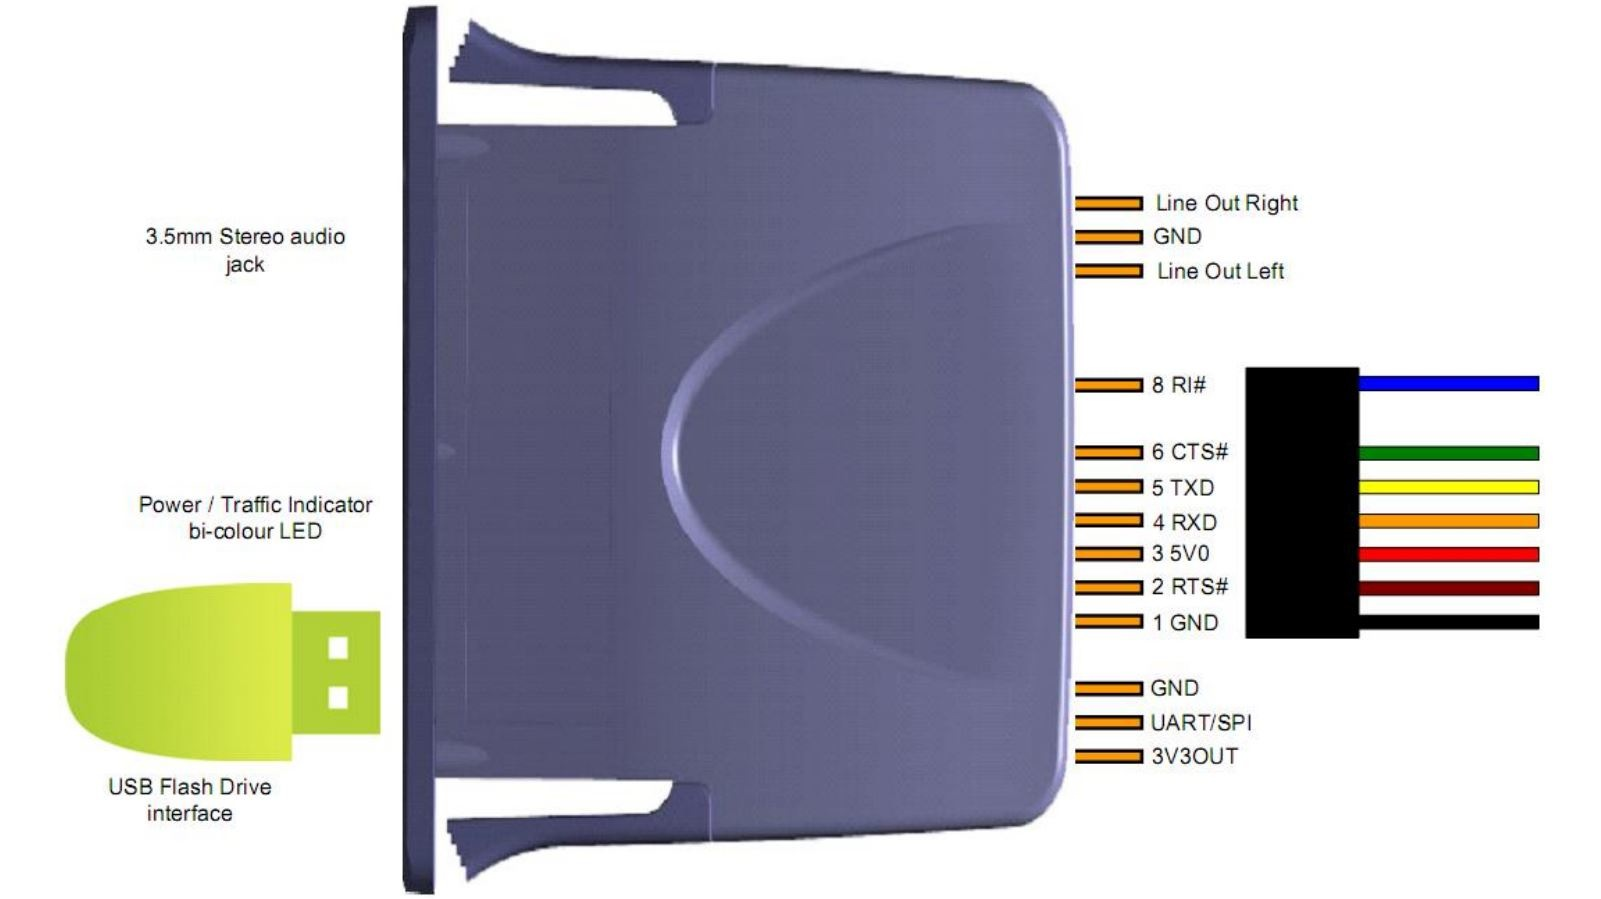 3.5mm Stereo audio
jack
Power / Traffic Indicator
bi-colour LED
USB Flash Drive
interface
Line Out Right
GND
Line Out Left
8 RI#
6 CTS#
5 TXD
4 RXD
3 5V0
2 RTS#
1 GND
GND
UART/SPI
3V3OUT